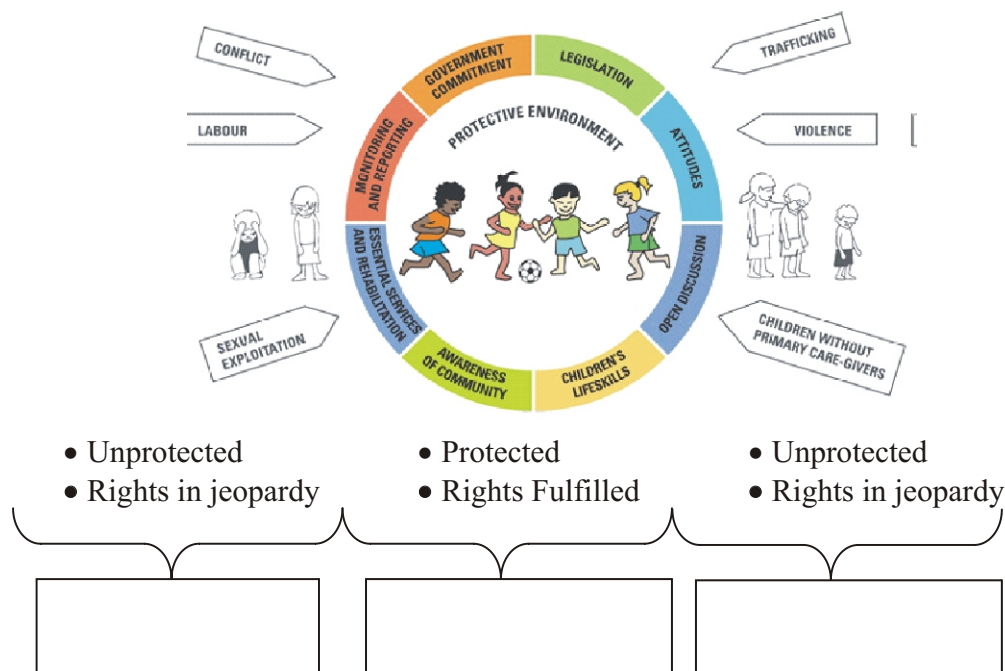 CONFLICT
LABOUR
SEXUAL
EXPLOITATION
GOVERNMENT
COMMITMENT
LEGISLATION
ATTITUDES
OPEN DISCUSSION
CHILDREN'S
LIFESKILLS
AWARENESS
OF COMMUNITY
ESSENTIAL SERVICES
AND REHABILITATION
MONITORING
AND REPORTING
PROTECTIVE ENVIRONMENT
TRAFFICKING
VIOLENCE
CHILDREN WITHOUT
PRIMARY CARE-GIVERS
• Unprotected
• Rights in jeopardy
• Protected
• Rights Fulfilled
• Unprotected
• Rights in jeopardy